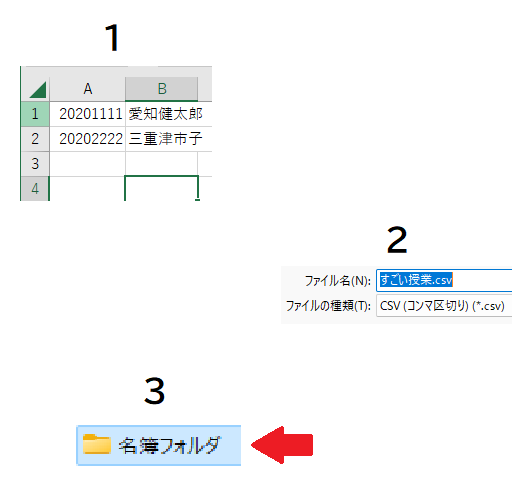 1
A B
1 20201111 愛知健太郎
2 20202222 三重津市子
3
4
2
ファイル名(N): すごい授業.csv
ファイルの種類(T): CSV (コンマ区切り) (*.csv)
3
名簿フォルダ